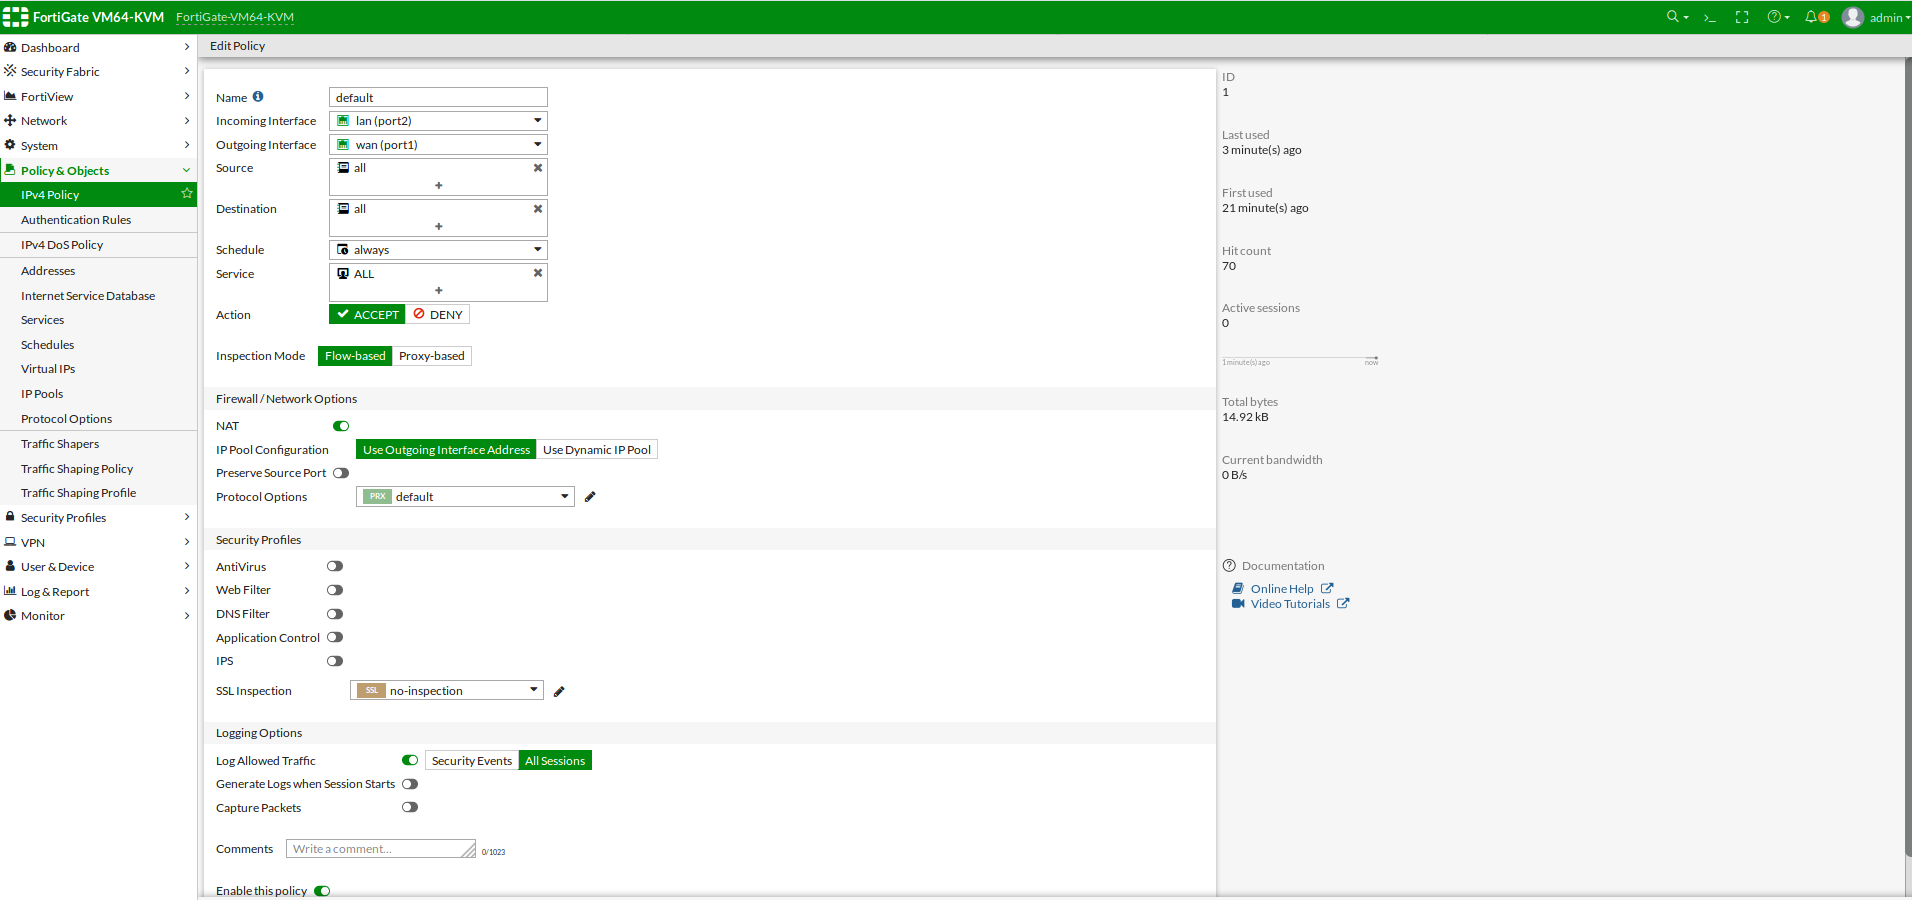 FortiGate VM64-KVM FortiGate-VM64-KVM 1 admin
Dashboard
Security Fabric
FortiView
Network
System
Policy & Objects
IPv4 Policy
Authentication Rules
IPv4 DoS Policy
Addresses
Internet Service Database
Services
Schedules
Virtual IPs
IP Pools
Protocol Options
Traffic Shapers
Traffic Shaping Policy
Traffic Shaping Profile
Security Profiles
VPN
User & Device
Log & Report
Monitor
Edit Policy
Name default
Incoming Interface lan (port2)
Outgoing Interface wan (port1)
Source all
+
Destination all
+
Schedule always
Service ALL
+
Action ACCEPT DENY
Inspection Mode Flow-based Proxy-based
Firewall / Network Options
NAT
IP Pool Configuration Use Outgoing Interface Address Use Dynamic IP Pool
Preserve Source Port
Protocol Options PRX default
Security Profiles
AntiVirus
Web Filter
DNS Filter
Application Control
IPS
SSL Inspection SSL no-inspection
Logging Options
Log Allowed Traffic Security Events All Sessions
Generate Logs when Session Starts
Capture Packets
Comments Write a comment... 0/1023
Enable this policy
ID
1
Last used
3 minute(s) ago
First used
21 minute(s) ago
Hit count
70
Active sessions
0
1 minute(s) ago now
Total bytes
14.92 kB
Current bandwidth
0 B/s
Documentation
Online Help
Video Tutorials